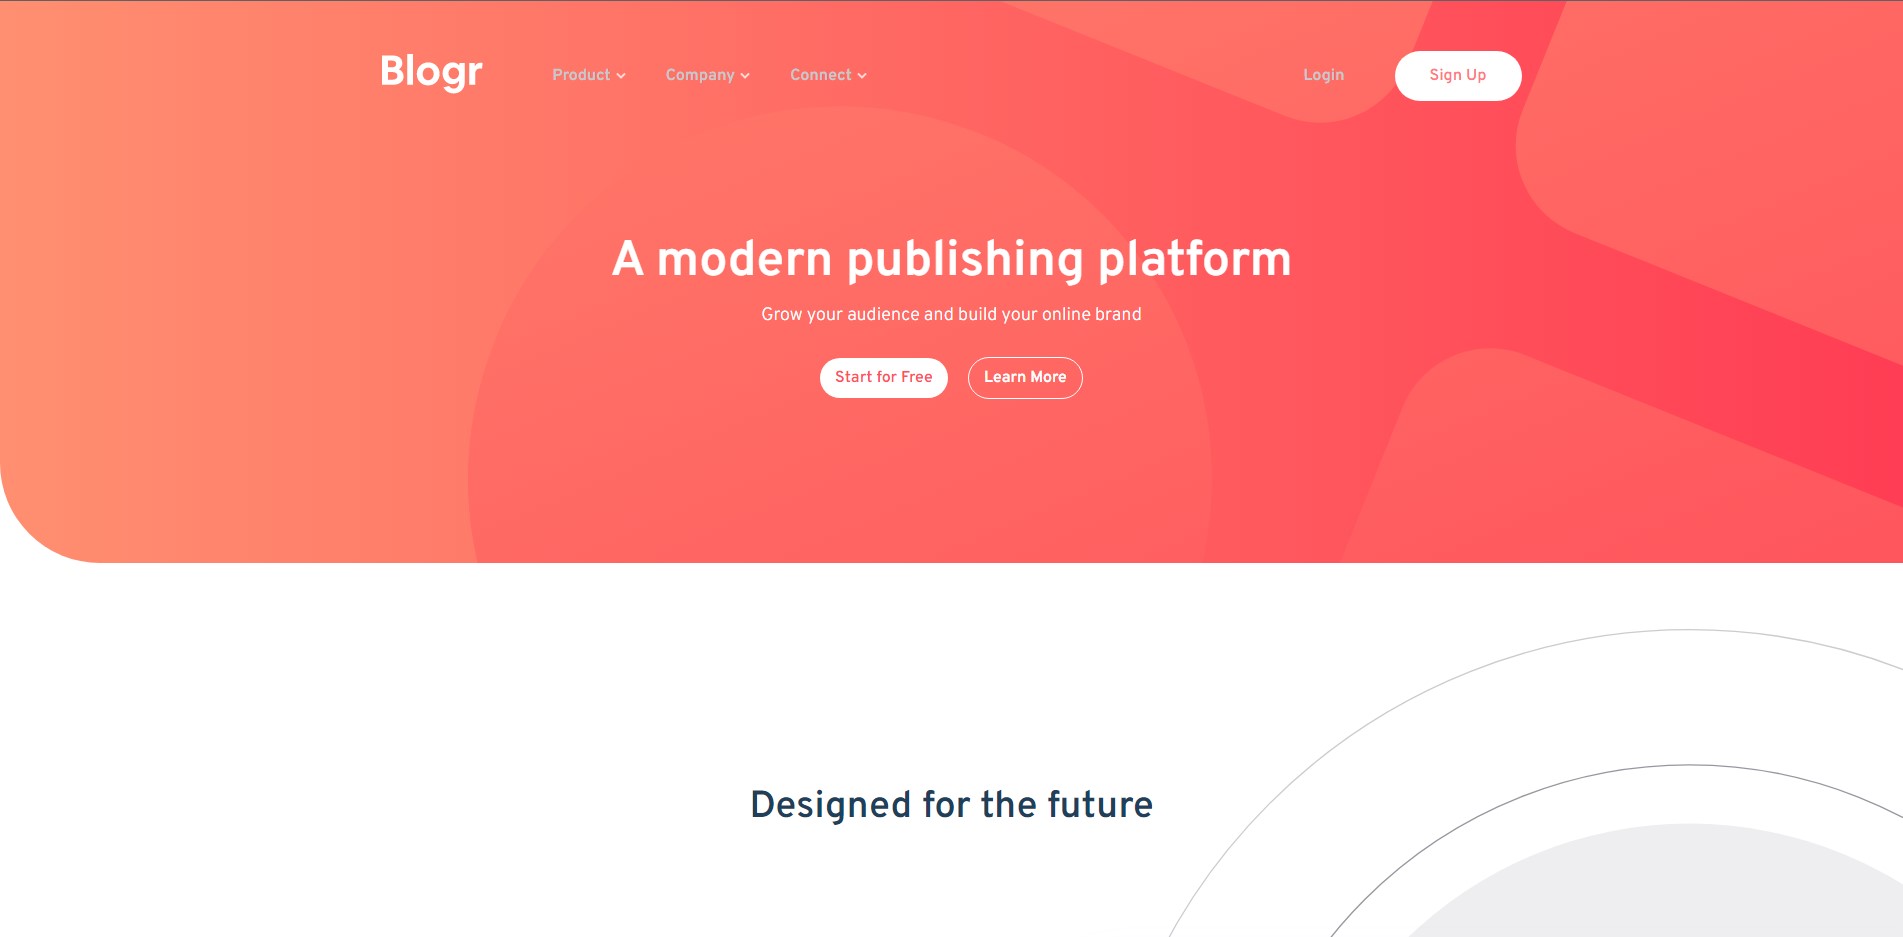 Blogr Product Company Connect Login Sign Up
A modern publishing platform
Grow your audience and build your online brand
Start for Free Learn More
Designed for the future